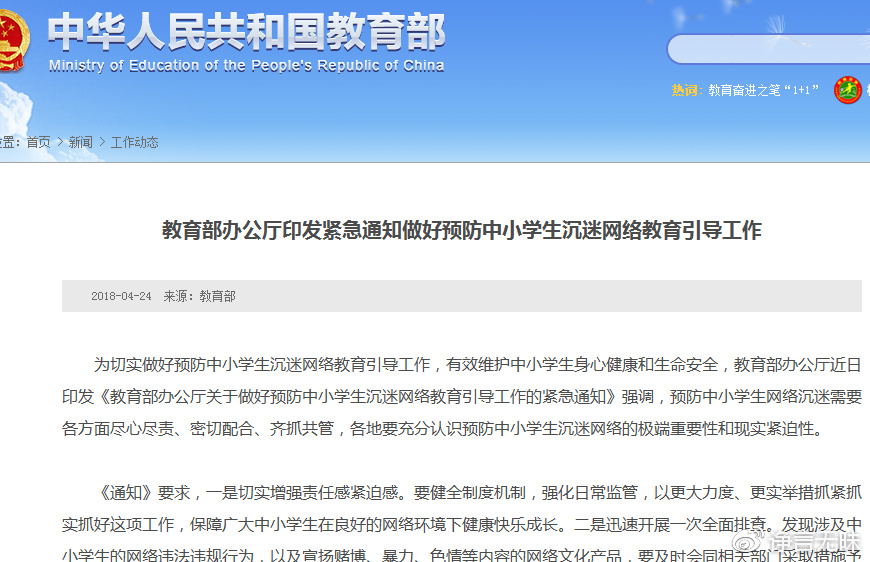 中华人民共和国教育部
Ministry of Education of the People's Republic of China
热词：教育奋进之笔“1+1”
置：首页 > 新闻 > 工作动态
教育部办公厅印发紧急通知做好预防中小学生沉迷网络教育引导工作
2018-04-24 来源：教育部
为切实做好预防中小学生沉迷网络教育引导工作，有效维护中小学生身心健康和生命安全，教育部办公厅近日
印发《教育部办公厅关于做好预防中小学生沉迷网络教育引导工作的紧急通知》强调，预防中小学生网络沉迷需要
各方面尽心尽责、密切配合、齐抓共管，各地要充分认识预防中小学生沉迷网络的极端重要性和现实紧迫性。
《通知》要求，一是切实增强责任感紧迫感。要健全制度机制，强化日常监管，以更大力度、更实举措抓紧抓
实抓好这项工作，保障广大中小学生在良好的网络环境下健康快乐成长。二是迅速开展一次全面排查。发现涉及中
小学生的网络违法违规行为，以及宣扬赌博、暴力、色情等内容的网络文化产品，要及时会同相关部门采取措施予
诤言无昧